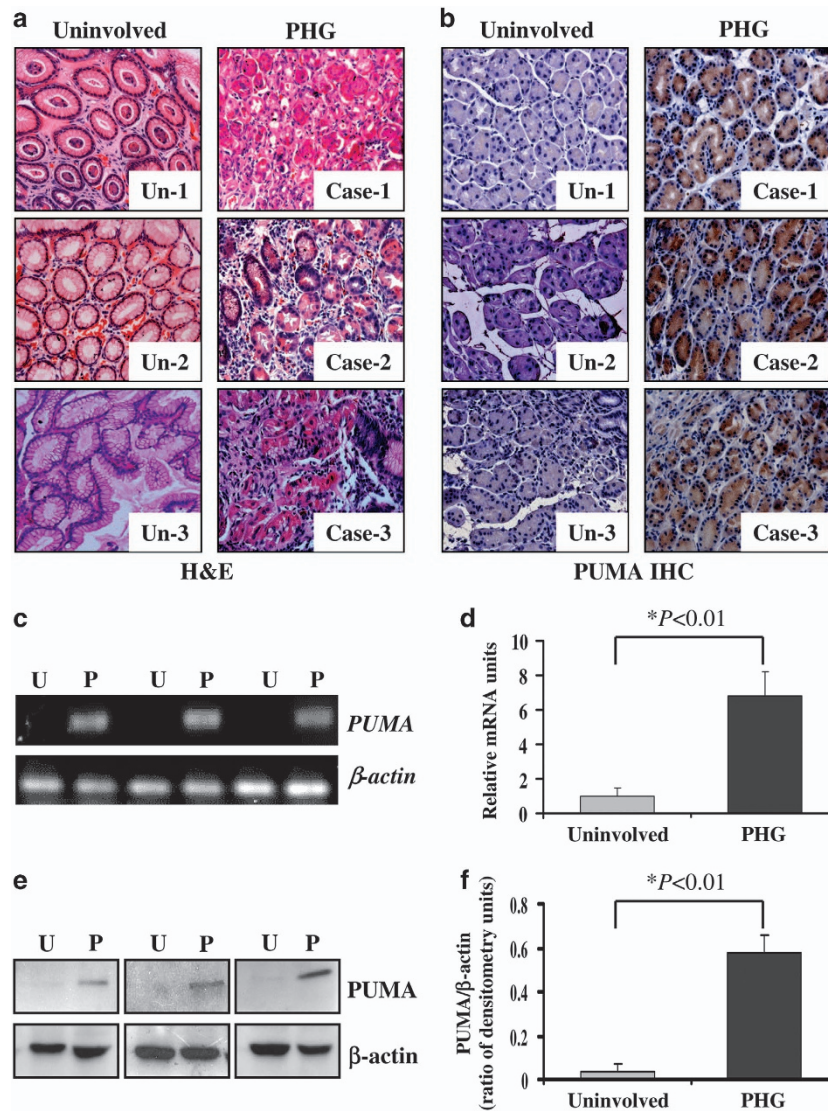 a
Uninvolved PHG
Un-1 Case-1
Un-2 Case-2
Un-3 Case-3
H&E
b
Uninvolved PHG
Un-1 Case-1
Un-2 Case-2
Un-3 Case-3
PUMA IHC
c
U P U P U P
PUMA
β-actin
d
*P<0.01
Relative mRNA units
10
8
6
4
2
0
Uninvolved PHG
e
U P U P U P
PUMA
β-actin
f
*P<0.01
PUMA/β-actin
(ratio of densitometry units)
0.8
0.6
0.4
0.2
0
Uninvolved PHG